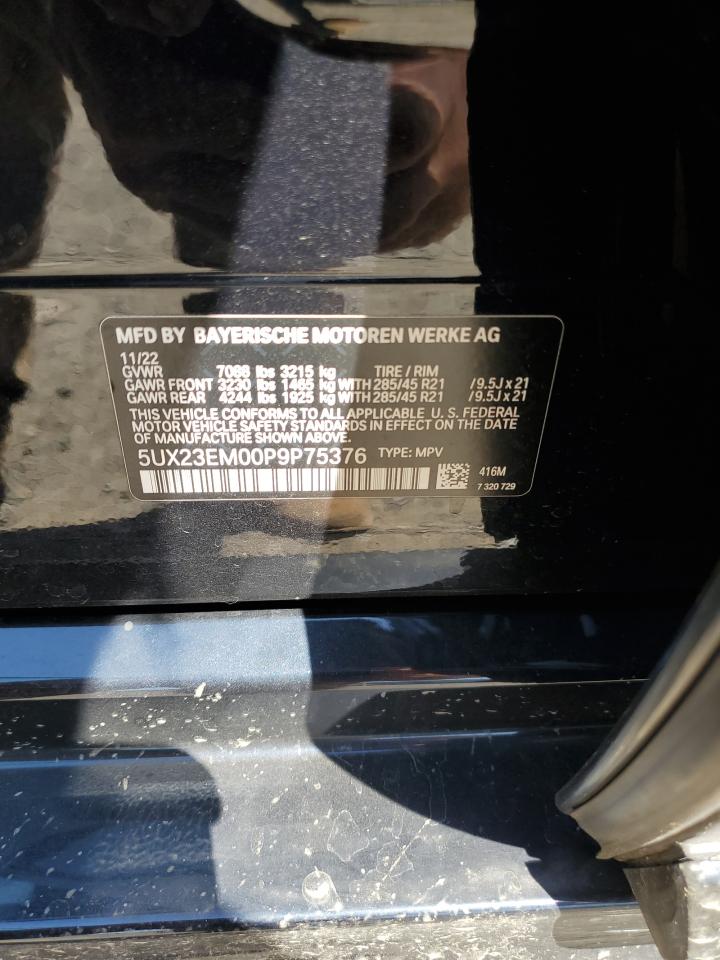 MFD BY BAYERISCHE MOTOREN WERKE AG
11/22
GVWR 7088 lbs 3215 kg TIRE / RIM
GAWR FRONT 3230 lbs 1465 kg WITH 285/45 R21 / 9.5J x 21
GAWR REAR 4244 lbs 1925 kg WITH 285/45 R21 / 9.5J x 21
THIS VEHICLE CONFORMS TO ALL APPLICABLE U. S. FEDERAL
MOTOR VEHICLE SAFETY STANDARDS IN EFFECT ON THE DATE
OF MANUFACTURE SHOWN ABOVE.
5UX23EM00P9P75376 TYPE: MPV
416M
7 320 729